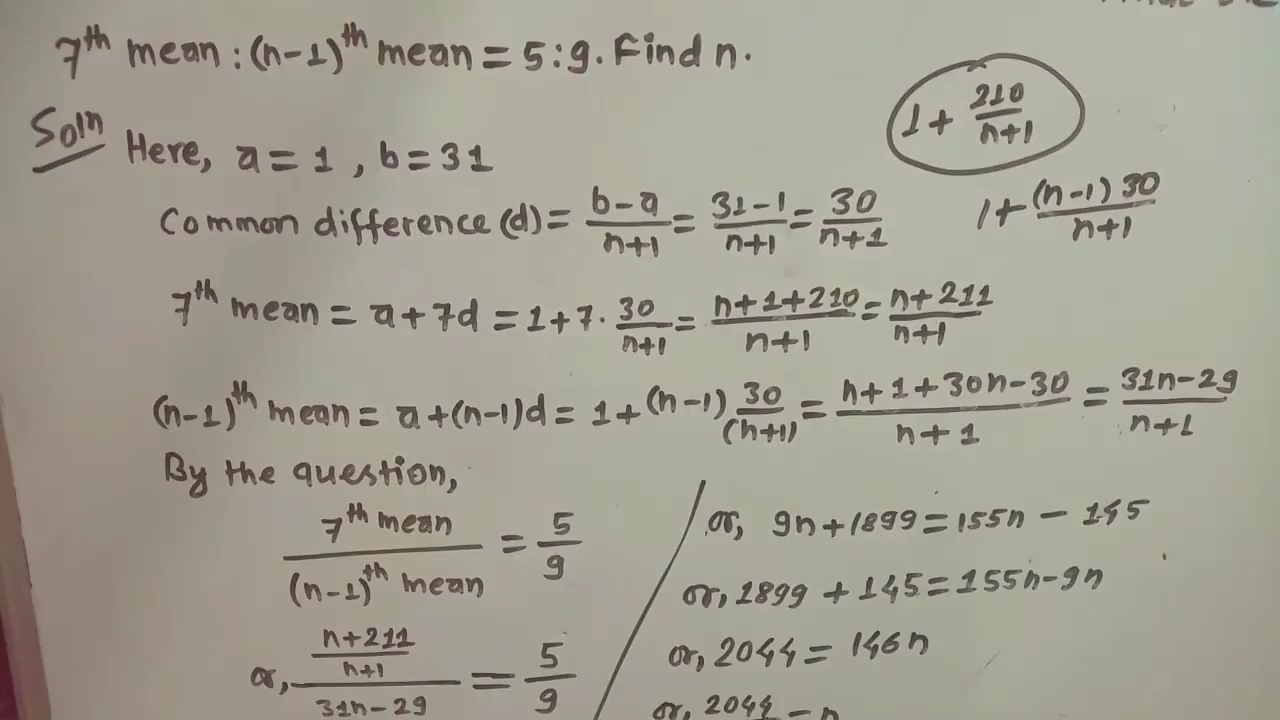 7th mean : (n-1)th mean = 5 : 9. Find n.
Soln
Here, a = 1 , b = 31
1 + 210/(n+1)
Common difference (d) = (b-a)/(n+1) = (31-1)/(n+1) = 30/(n+1)
1 + (n-1)30/(n+1)
7th mean = a + 7d = 1 + 7 · 30/(n+1) = (n+1+210)/(n+1) = (n+211)/(n+1)
(n-1)th mean = a + (n-1)d = 1 + (n-1) 30/(n+1) = (n+1+30n-30)/(n+1) = (31n-29)/(n+1)
By the question,
7th mean/(n-1)th mean = 5/9
or, ((n+211)/(n+1))/(31n-29) = 5/9
or, 9n + 1899 = 155n - 145
or, 1899 + 145 = 155n - 9n
or, 2044 = 146n
or, 2044 = n